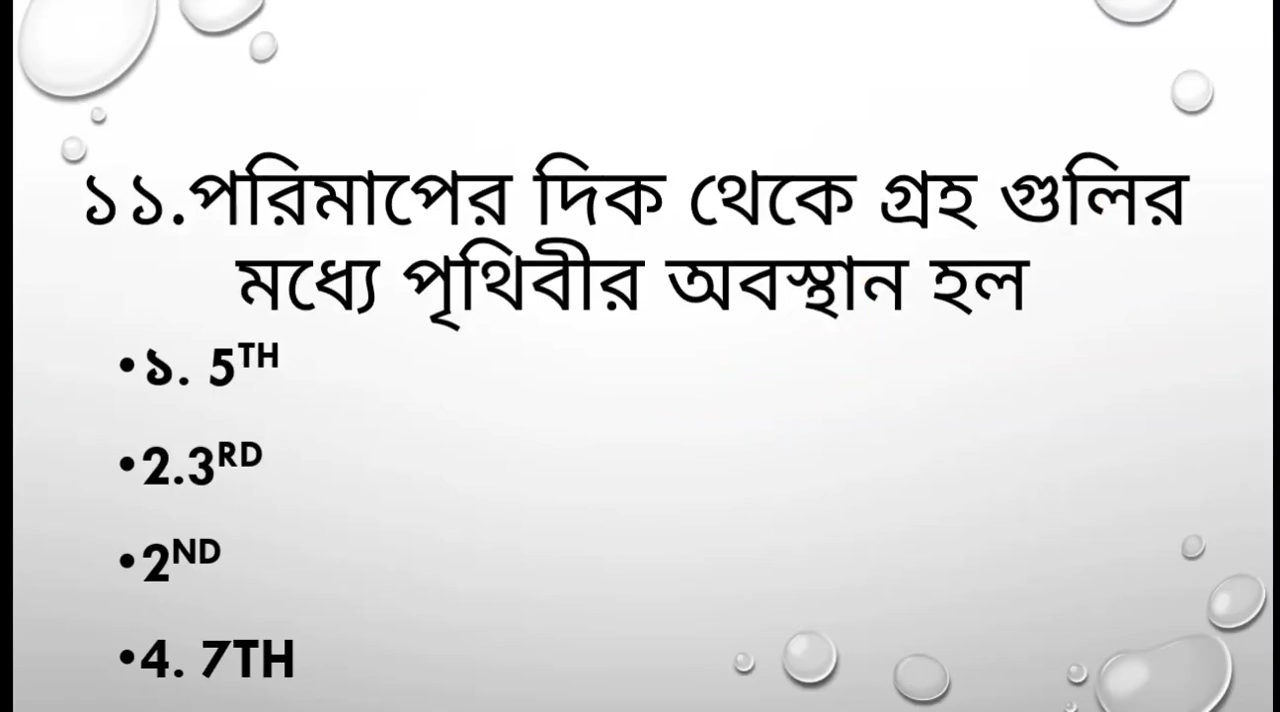 ১১.পরিমাপের দিক থেকে গ্রহ গুলির
মধ্যে পৃথিবীর অবস্থান হল
•১. 5TH
•2.3RD
•2ND
•4. 7TH